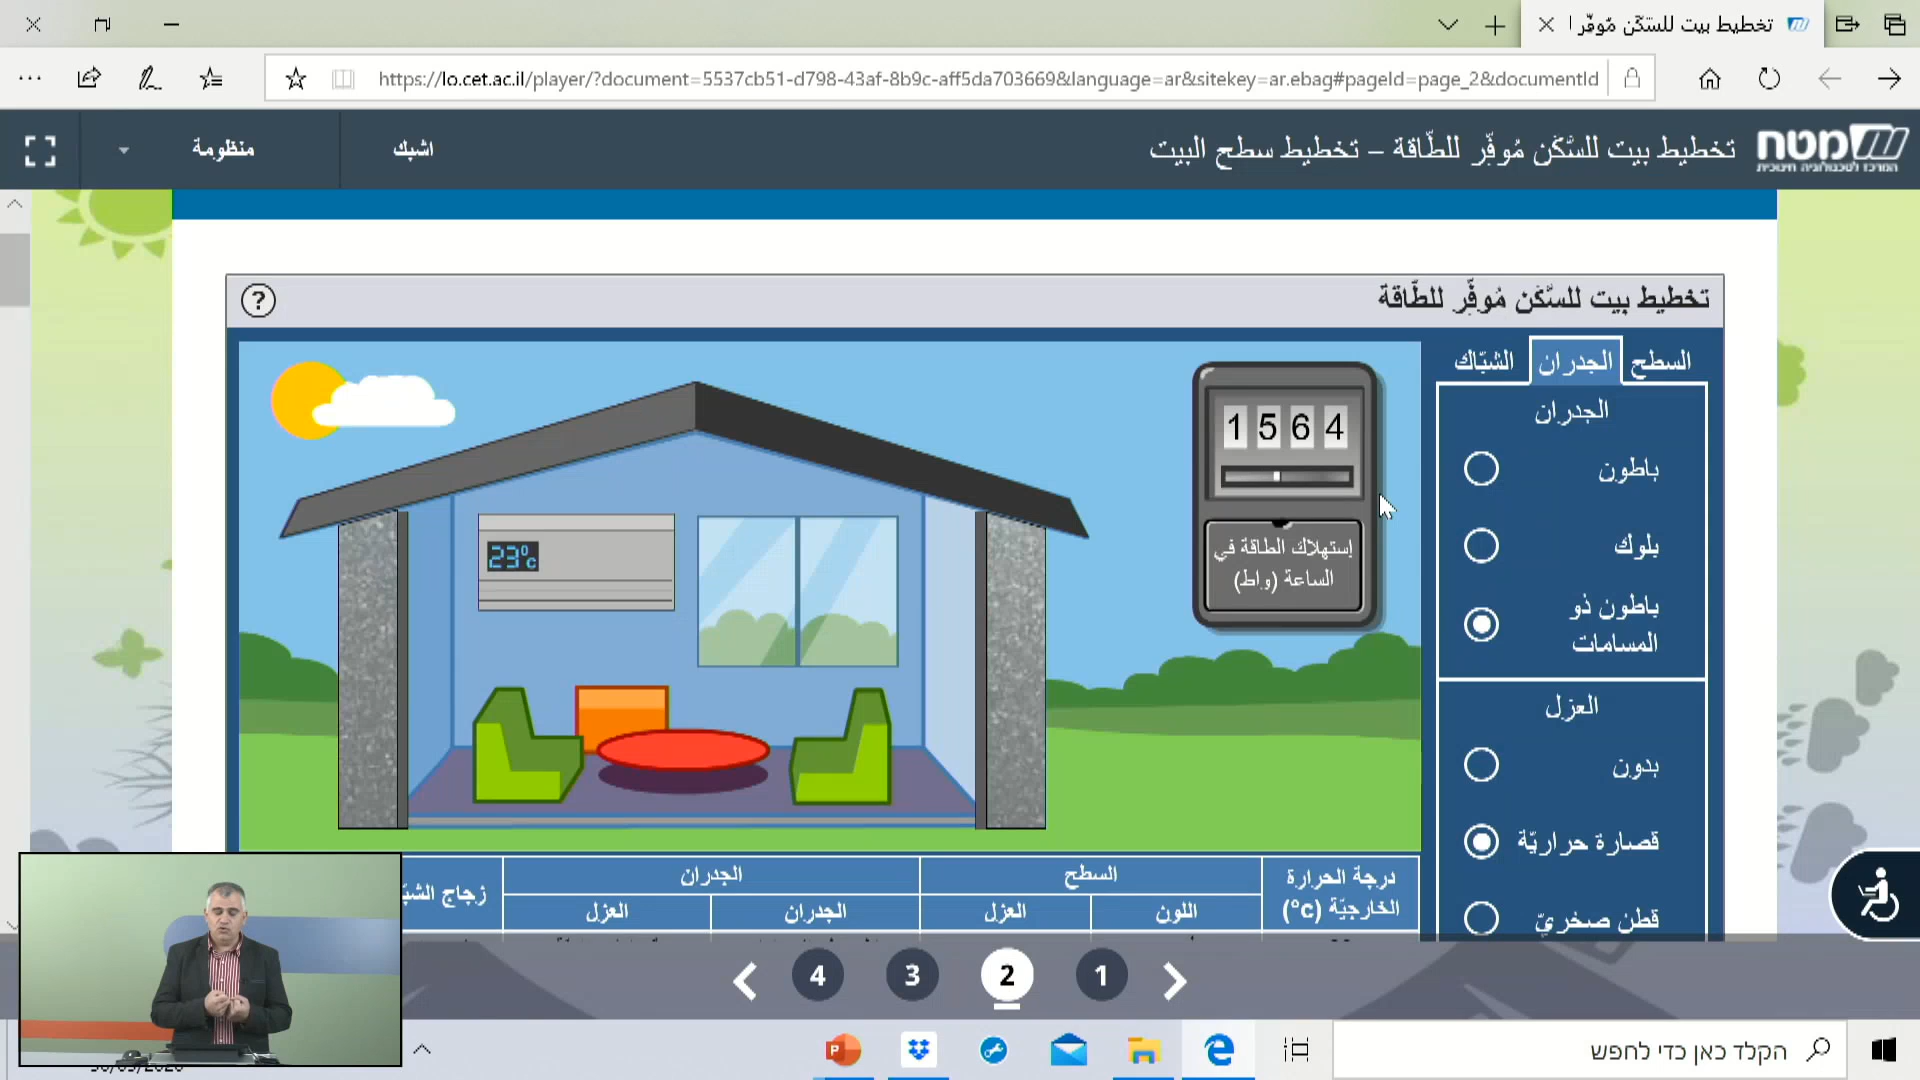 تخطيط بيت للسّكَن مُوفِّر ا
https://lo.cet.ac.il/player/?document=5537cb51-d798-43af-8b9c-aff5da703669&language=ar&sitekey=ar.ebag#pageId=page_2&documentId
מטח
המרכז לטכנולוגיה חינוכית
تخطيط بيت للسَّكَن مُوفِّر للطّاقة – تخطيط سطح البيت
اشبك
منظومة
تخطيط بيت للسَّكَن مُوفِّر للطّاقة
?
السطح
الجدران
الشبّاك
الجدران
باطون
بلوك
باطون ذو
المسامات
العزل
بدون
قصارة حراريّة
قطن صخريّ
1564
إستهلاك الطاقة في
الساعة (واط)
23°c
درجة الحرارة
الخارجيّة (°c)
السطح
اللون
العزل
الجدران
الجدران
العزل
زجاج
1
2
3
4
הקלד כאן כדי לחפש